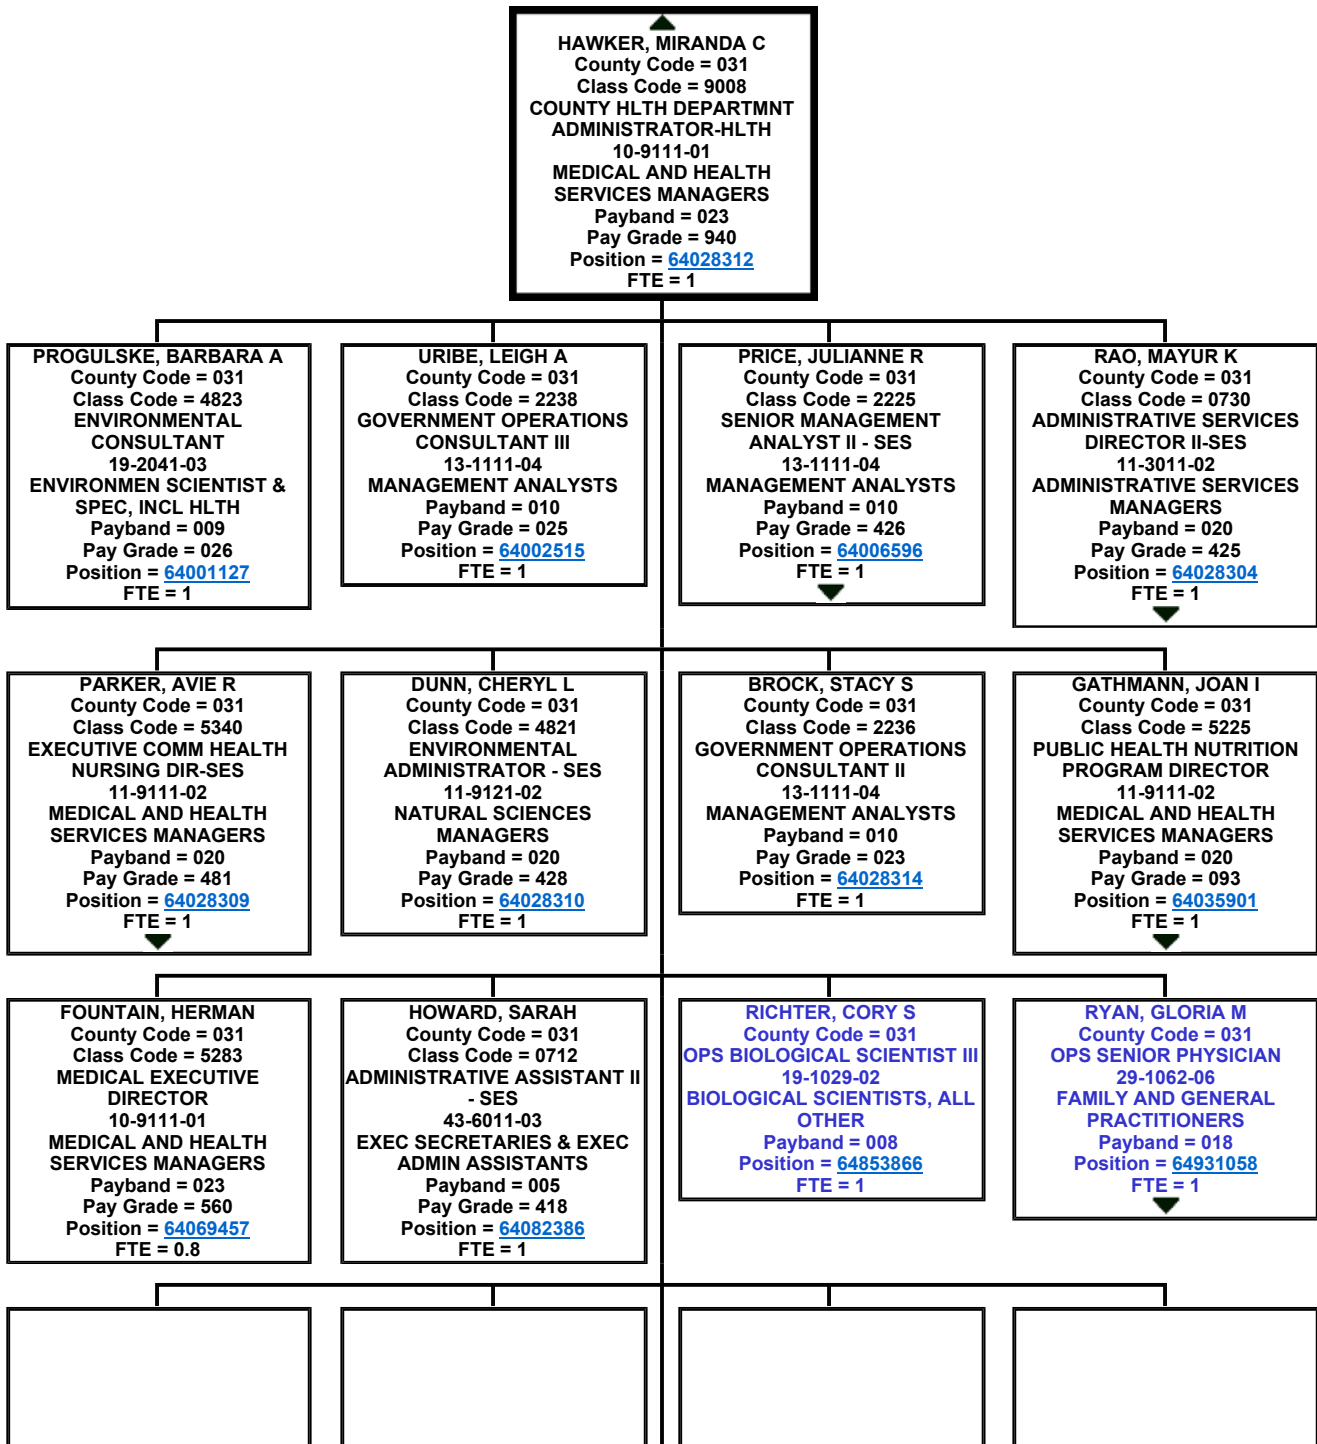 HAWKER, MIRANDA C
County Code = 031
Class Code = 9008
COUNTY HLTH DEPARTMNT
ADMINISTRATOR-HLTH
10-9111-01
MEDICAL AND HEALTH
SERVICES MANAGERS
Payband = 023
Pay Grade = 940
Position = 64028312
FTE = 1
PROGULSKE, BARBARA A
County Code = 031
Class Code = 4823
ENVIRONMENTAL
CONSULTANT
19-2041-03
ENVIRONMEN SCIENTIST &
SPEC, INCL HLTH
Payband = 009
Pay Grade = 026
Position = 64001127
FTE = 1
URIBE, LEIGH A
County Code = 031
Class Code = 2238
GOVERNMENT OPERATIONS
CONSULTANT III
13-1111-04
MANAGEMENT ANALYSTS
Payband = 010
Pay Grade = 025
Position = 64002515
FTE = 1
PRICE, JULIANNE R
County Code = 031
Class Code = 2225
SENIOR MANAGEMENT
ANALYST II - SES
13-1111-04
MANAGEMENT ANALYSTS
Payband = 010
Pay Grade = 426
Position = 64006596
FTE = 1
RAO, MAYUR K
County Code = 031
Class Code = 0730
ADMINISTRATIVE SERVICES
DIRECTOR II-SES
11-3011-02
ADMINISTRATIVE SERVICES
MANAGERS
Payband = 020
Pay Grade = 425
Position = 64028304
FTE = 1
PARKER, AVIE R
County Code = 031
Class Code = 5340
EXECUTIVE COMM HEALTH
NURSING DIR-SES
11-9111-02
MEDICAL AND HEALTH
SERVICES MANAGERS
Payband = 020
Pay Grade = 481
Position = 64028309
FTE = 1
DUNN, CHERYL L
County Code = 031
Class Code = 4821
ENVIRONMENTAL
ADMINISTRATOR - SES
11-9121-02
NATURAL SCIENCES
MANAGERS
Payband = 020
Pay Grade = 428
Position = 64028310
FTE = 1
BROCK, STACY S
County Code = 031
Class Code = 2236
GOVERNMENT OPERATIONS
CONSULTANT II
13-1111-04
MANAGEMENT ANALYSTS
Payband = 010
Pay Grade = 023
Position = 64028314
FTE = 1
GATHMANN, JOAN I
County Code = 031
Class Code = 5225
PUBLIC HEALTH NUTRITION
PROGRAM DIRECTOR
11-9111-02
MEDICAL AND HEALTH
SERVICES MANAGERS
Payband = 020
Pay Grade = 093
Position = 64035901
FTE = 1
FOUNTAIN, HERMAN
County Code = 031
Class Code = 5283
MEDICAL EXECUTIVE
DIRECTOR
10-9111-01
MEDICAL AND HEALTH
SERVICES MANAGERS
Payband = 023
Pay Grade = 560
Position = 64069457
FTE = 0.8
HOWARD, SARAH
County Code = 031
Class Code = 0712
ADMINISTRATIVE ASSISTANT II
- SES
43-6011-03
EXEC SECRETARIES & EXEC
ADMIN ASSISTANTS
Payband = 005
Pay Grade = 418
Position = 64082386
FTE = 1
RICHTER, CORY S
County Code = 031
OPS BIOLOGICAL SCIENTIST III
19-1029-02
BIOLOGICAL SCIENTISTS, ALL
OTHER
Payband = 008
Position = 64853866
FTE = 1
RYAN, GLORIA M
County Code = 031
OPS SENIOR PHYSICIAN
29-1062-06
FAMILY AND GENERAL
PRACTITIONERS
Payband = 018
Position = 64931058
FTE = 1